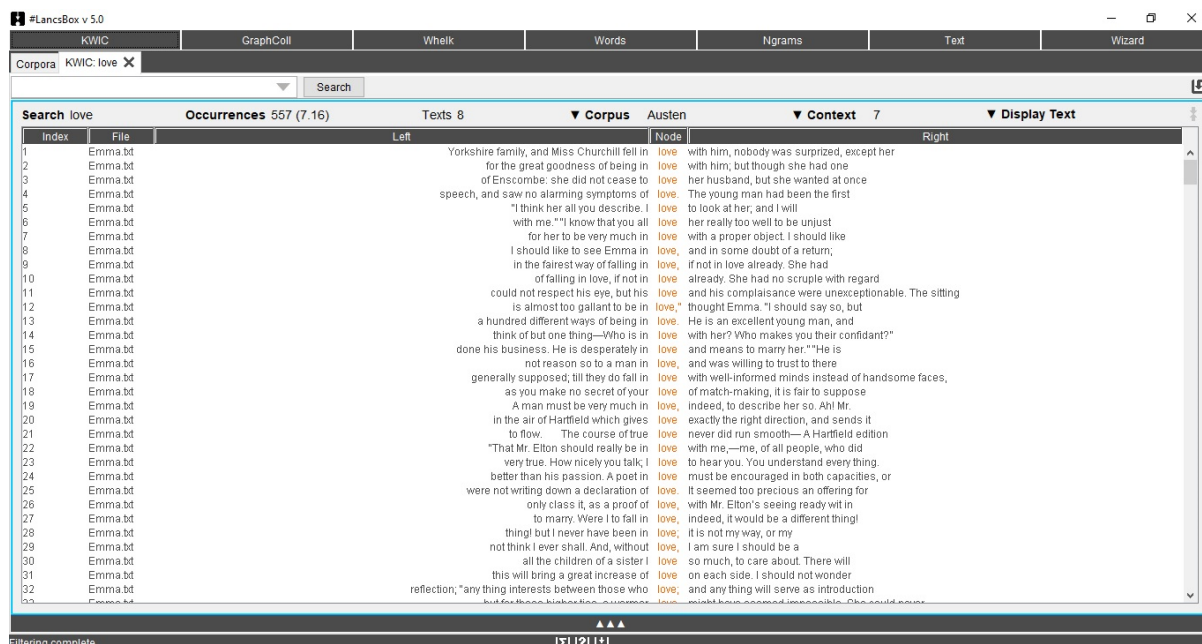 #LancsBox v 5.0
KWIC GraphColl Whelk Words Ngrams Text Wizard
Corpora KWIC: love
Search
Search love Occurrences 557 (7.16) Texts 8 ▼ Corpus Austen ▼ Context 7 ▼ Display Text
Index File Left Node Right
1 Emma.txt Yorkshire family, and Miss Churchill fell in love with him, nobody was surprized, except her
2 Emma.txt for the great goodness of being in love with him; but though she had one
3 Emma.txt of Enscombe: she did not cease to love her husband, but she wanted at once
4 Emma.txt speech, and saw no alarming symptoms of love. The young man had been the first
5 Emma.txt "I think her all you describe. I love to look at her; and I will
6 Emma.txt with me.""I know that you all love her really too well to be unjust
7 Emma.txt for her to be very much in love with a proper object. I should like
8 Emma.txt I should like to see Emma in love, and in some doubt of a return;
9 Emma.txt in the fairest way of falling in love, if not in love already. She had
10 Emma.txt of falling in love, if not in love already. She had no scruple with regard
11 Emma.txt could not respect his eye, but his love and his complaisance were unexceptionable. The sitting
12 Emma.txt is almost too gallant to be in love," thought Emma. "I should say so, but
13 Emma.txt a hundred different ways of being in love. He is an excellent young man, and
14 Emma.txt think of but one thing—Who is in love with her? Who makes you their confidant?"
15 Emma.txt done his business. He is desperately in love and means to marry her.""He is
16 Emma.txt not reason so to a man in love, and was willing to trust to there
17 Emma.txt generally supposed; till they do fall in love with well-informed minds instead of handsome faces,
18 Emma.txt as you make no secret of your love of match-making, it is fair to suppose
19 Emma.txt A man must be very much in love, indeed, to describe her so. Ah! Mr.
20 Emma.txt in the air of Hartfield which gives love exactly the right direction, and sends it
21 Emma.txt to flow. The course of true love never did run smooth— A Hartfield edition
22 Emma.txt "That Mr. Elton should really be in love with me,—me, of all people, who did
23 Emma.txt very true. How nicely you talk; I love to hear you. You understand every thing.
24 Emma.txt better than his passion. A poet in love must be encouraged in both capacities, or
25 Emma.txt were not writing down a declaration of love. It seemed too precious an offering for
26 Emma.txt only class it, as a proof of love, with Mr. Elton's seeing ready wit in
27 Emma.txt to marry. Were I to fall in love, indeed, it would be a different thing!
28 Emma.txt thing! but I never have been in love; it is not my way, or my
29 Emma.txt not think I ever shall. And, without love, I am sure I should be a
30 Emma.txt all the children of a sister I love so much, to care about. There will
31 Emma.txt this will bring a great increase of love on each side. I should not wonder
32 Emma.txt reflection; "any thing interests between those who love; and any thing will serve as introduction
33 Emma.txt but for those higher ties, a warmer love might have seemed impossible. She could never
▲▲▲
Filtering complete